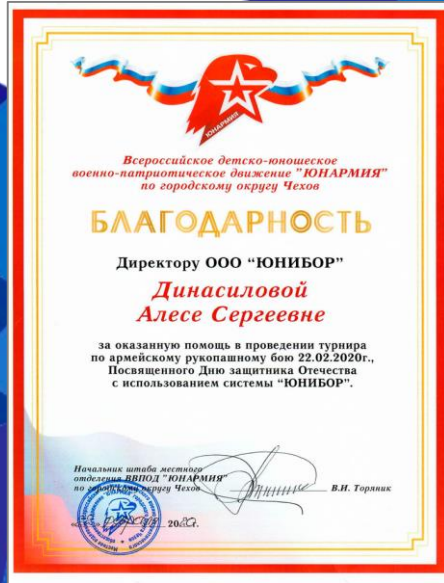 ЮНАРМИЯ
Всероссийское детско-юношеское
военно-патриотическое движение "ЮНАРМИЯ"
по городскому округу Чехов
БЛАГОДАРНОСТЬ
Директору ООО “ЮНИБОР”
Динасиловой
Алесе Сергеевне
за оказанную помощь в проведении турнира
по армейскому рукопашному бою 22.02.2020г.,
Посвященного Дню защитника Отечества
с использованием системы “ЮНИБОР”.
Начальник штаба местного
отделения ВВПОД "ЮНАРМИЯ"
по городскому округу Чехов
В.И. Торяник
2020г.